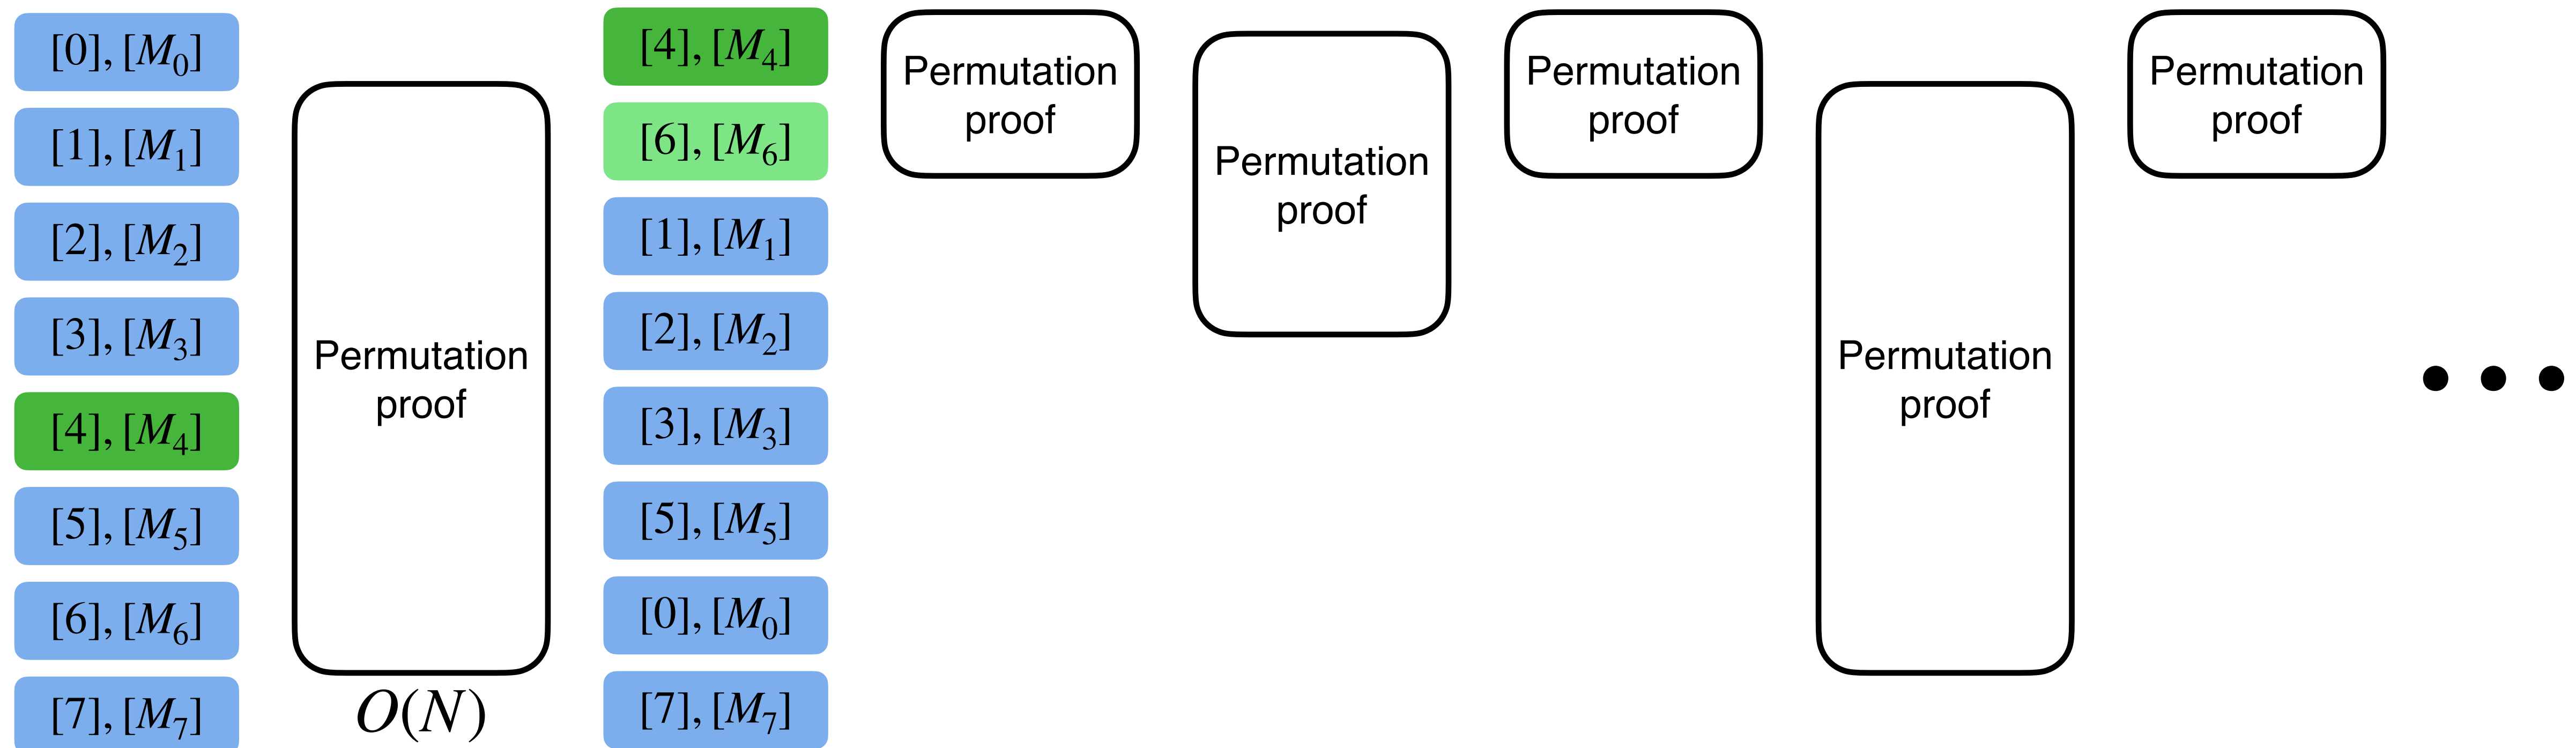 [0], [M₀]
[1], [M₁]
[2], [M₂]
[3], [M₃]
[4], [M₄]
[5], [M₅]
[6], [M₆]
[7], [M₇]
Permutation
proof
O(N)
[4], [M₄]
[6], [M₆]
[1], [M₁]
[2], [M₂]
[3], [M₃]
[5], [M₅]
[0], [M₀]
[7], [M₇]
Permutation
proof
Permutation
proof
Permutation
proof
Permutation
proof
Permutation
proof